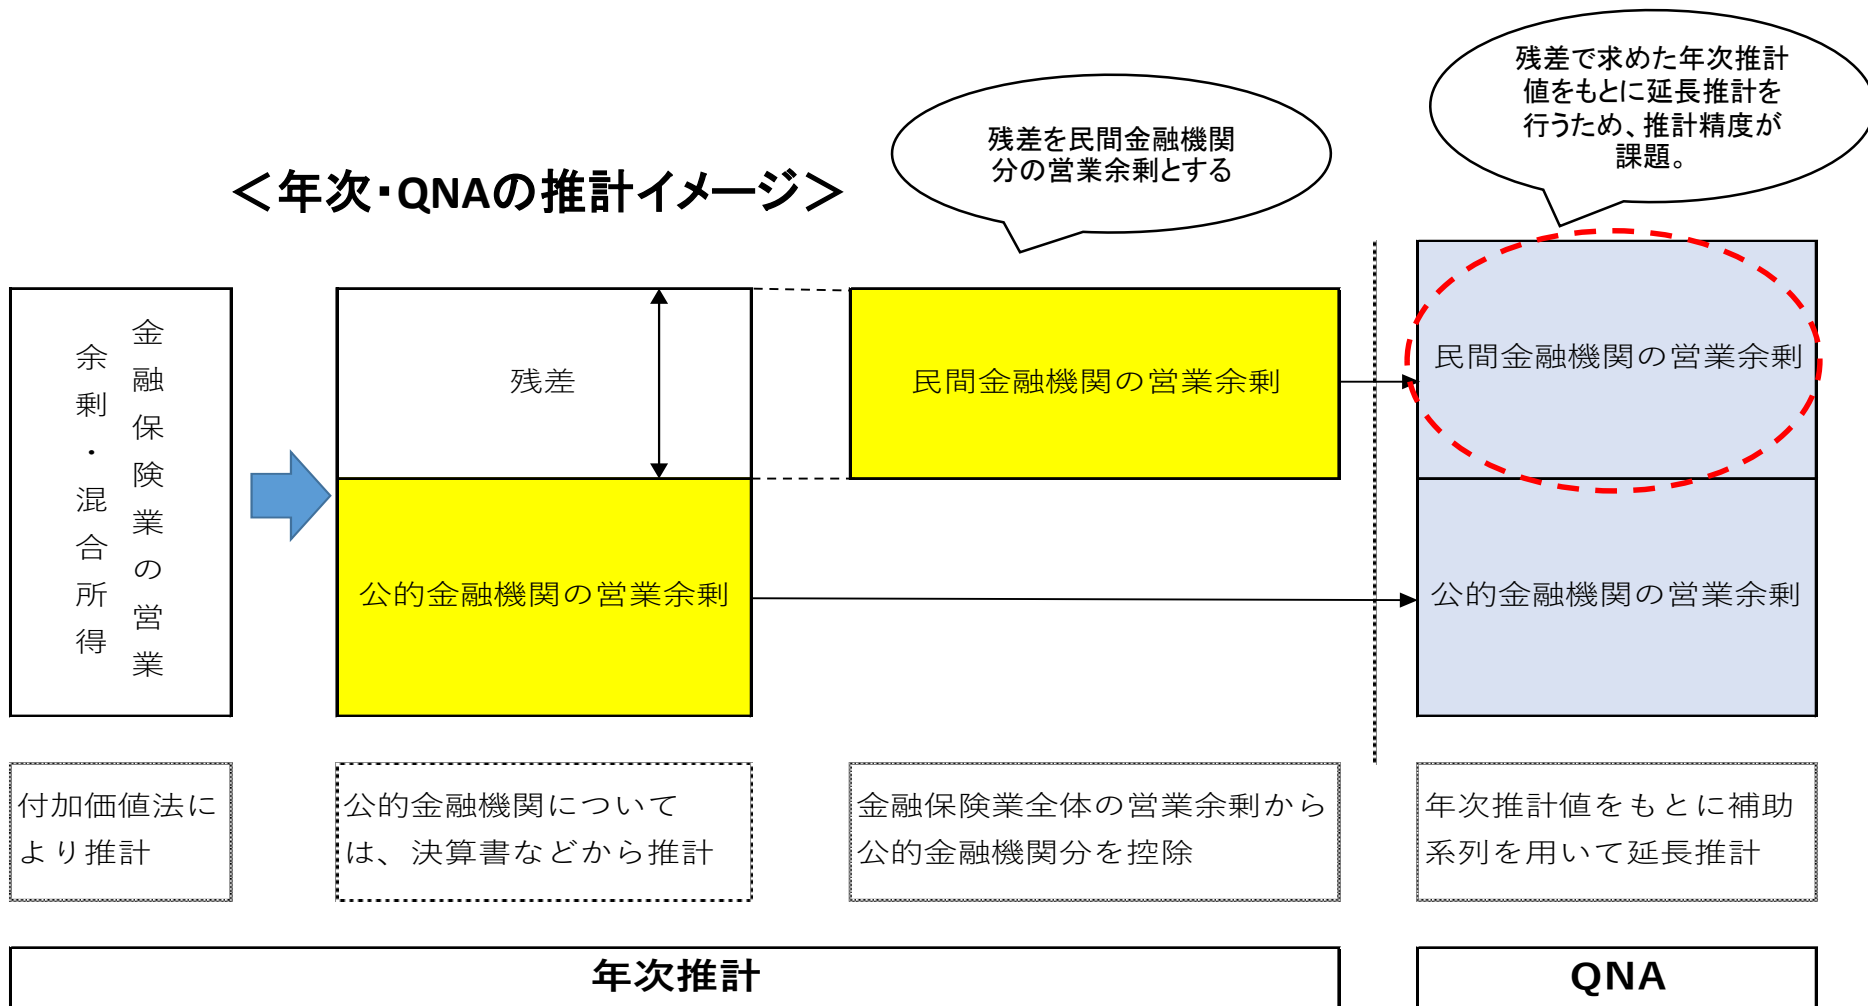 残差で求めた年次推計
値をもとに延長推計を
行うため、推計精度が
課題。
残差を民間金融機関
分の営業余剰とする
＜年次・QNAの推計イメージ＞
金融保険業の営業
余剰・混合所得
残差
民間金融機関の営業余剰
民間金融機関の営業余剰
公的金融機関の営業余剰
公的金融機関の営業余剰
付加価値法に
より推計
公的金融機関について
は、決算書などから推計
金融保険業全体の営業余剰から
公的金融機関分を控除
年次推計値をもとに補助
系列を用いて延長推計
年次推計
QNA